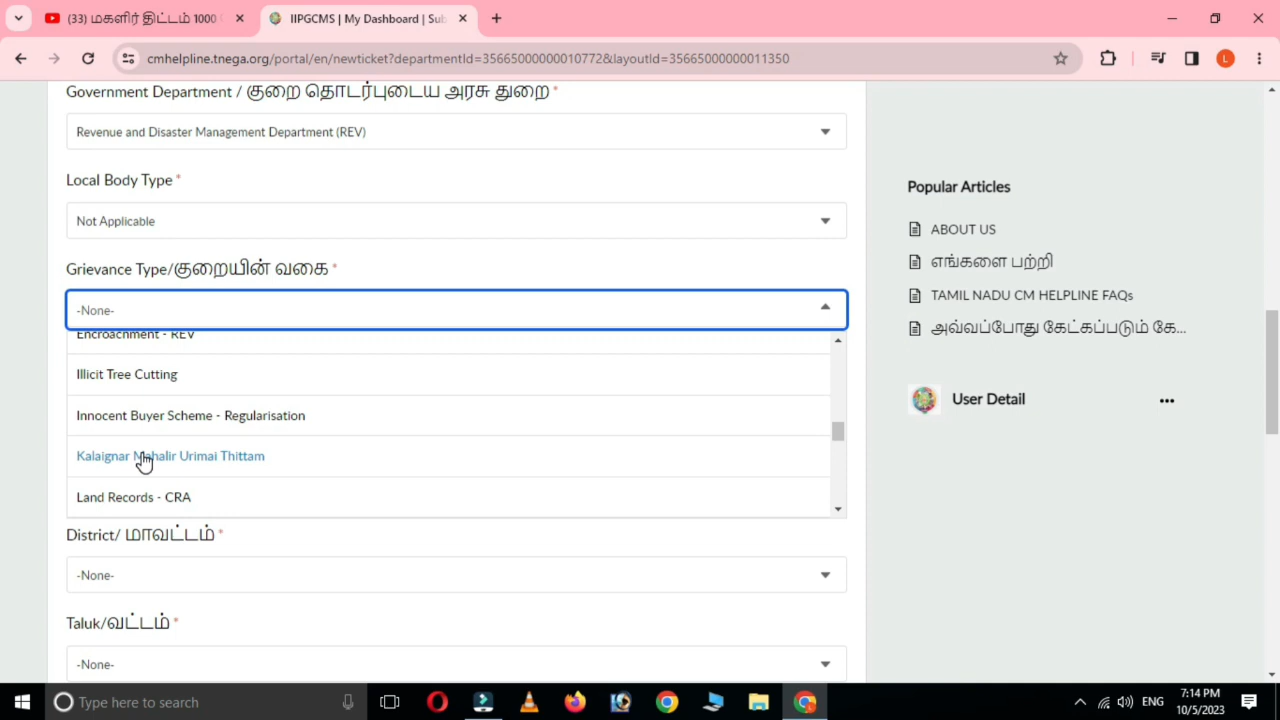 (33) மகளிர் திட்டம் 1000
IIPGCMS | My Dashboard | Sub
cmhelpline.tnega.org/portal/en/newticket?departmentId=35665000000010772&layoutId=35665000000011350
L
Government Department / குறை தொடர்புடைய அரசு துறை *
Revenue and Disaster Management Department (REV)
Local Body Type *
Not Applicable
Grievance Type/குறையின் வகை *
-None-
Encroachment - REV
Illicit Tree Cutting
Innocent Buyer Scheme - Regularisation
Kalaignar Mahalir Urimai Thittam
Land Records - CRA
District/ மாவட்டம் *
-None-
Taluk/வட்டம் *
-None-
Popular Articles
ABOUT US
எங்களை பற்றி
TAMIL NADU CM HELPLINE FAQs
அவ்வப்போது கேட்கப்படும் கே...
User Detail
Type here to search
ENG
7:14 PM
10/5/2023